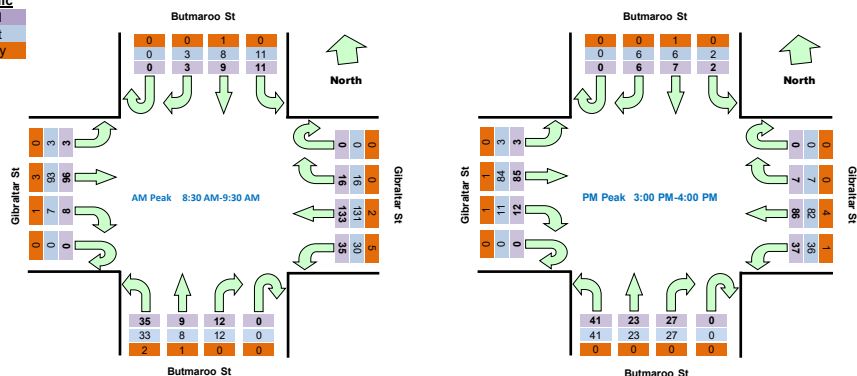 Butmaroo St
0 0 1 0
0 3 8 11
0 3 9 11
North
Gibraltar St
0 3 3
3 93 96
1 7 8
0 0 0
AM Peak 8:30 AM-9:30 AM
0 0 0
16 16 0
133 131 2
35 30 5
Gibraltar St
35 9 12 0
33 8 12 0
2 1 0 0
Butmaroo St
Butmaroo St
0 0 1 0
0 6 6 2
0 6 7 2
North
Gibraltar St
0 3 3
1 84 85
1 11 12
0 0 0
PM Peak 3:00 PM-4:00 PM
0 0 0
7 7 0
86 82 4
37 36 1
Gibraltar St
41 23 27 0
41 23 27 0
0 0 0 0
Butmaroo St